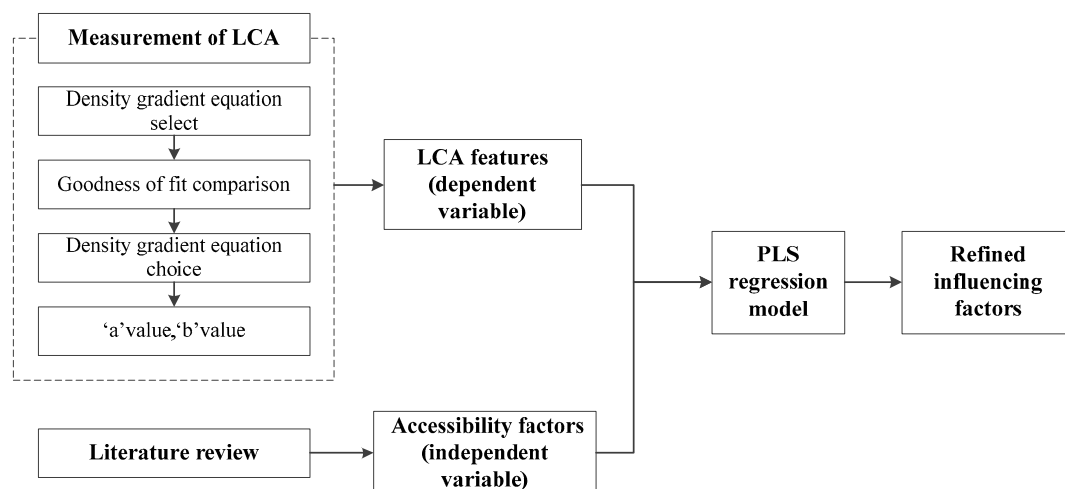 Measurement of LCA
Density gradient equation
select
Goodness of fit comparison
Density gradient equation
choice
‘a’value,‘b’value
LCA features
(dependent
variable)
PLS
regression
model
Refined
influencing
factors
Literature review
Accessibility factors
(independent
variable)